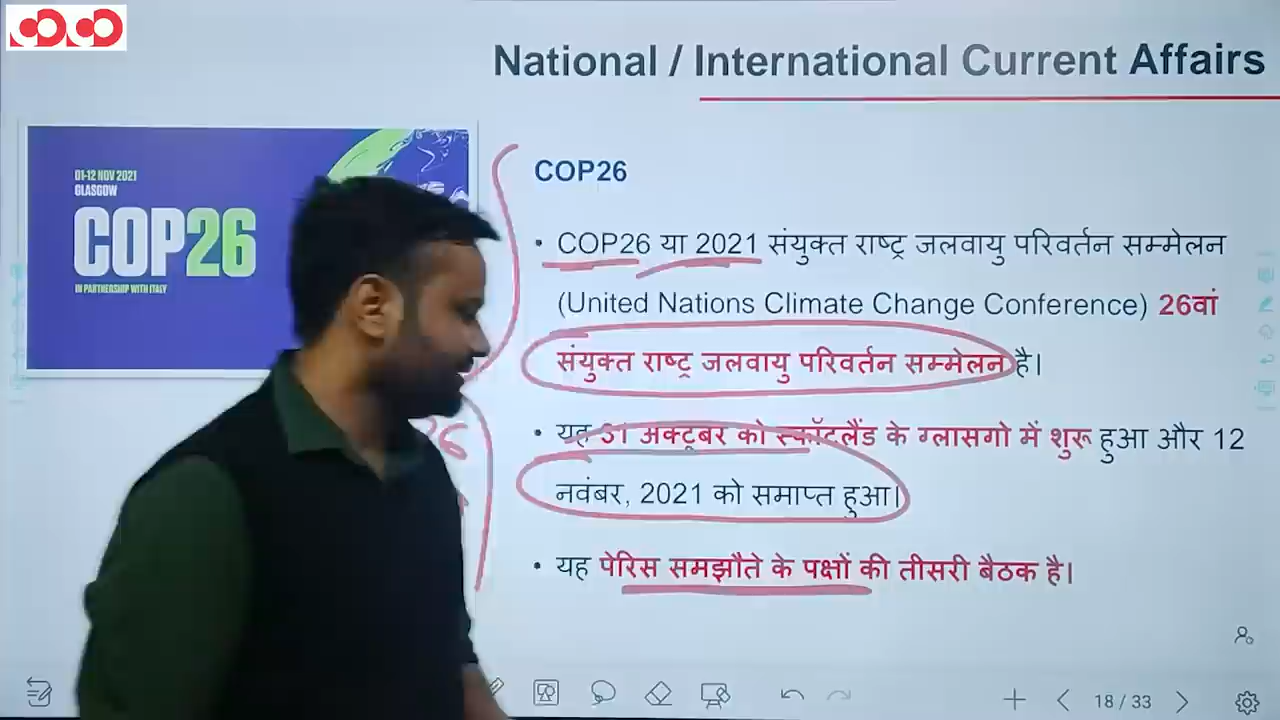 National / International Current Affairs
01-12 NOV 2021
GLASGOW
COP26
IN PARTNERSHIP WITH ITALY
COP26
• COP26 या 2021 संयुक्त राष्ट्र जलवायु परिवर्तन सम्मेलन
(United Nations Climate Change Conference) 26वां
संयुक्त राष्ट्र जलवायु परिवर्तन सम्मेलन है।
• यह 31 अक्टूबर को स्कॉटलैंड के ग्लासगो में शुरू हुआ और 12
नवंबर, 2021 को समाप्त हुआ।
• यह पेरिस समझौते के पक्षों की तीसरी बैठक है।
18 / 33